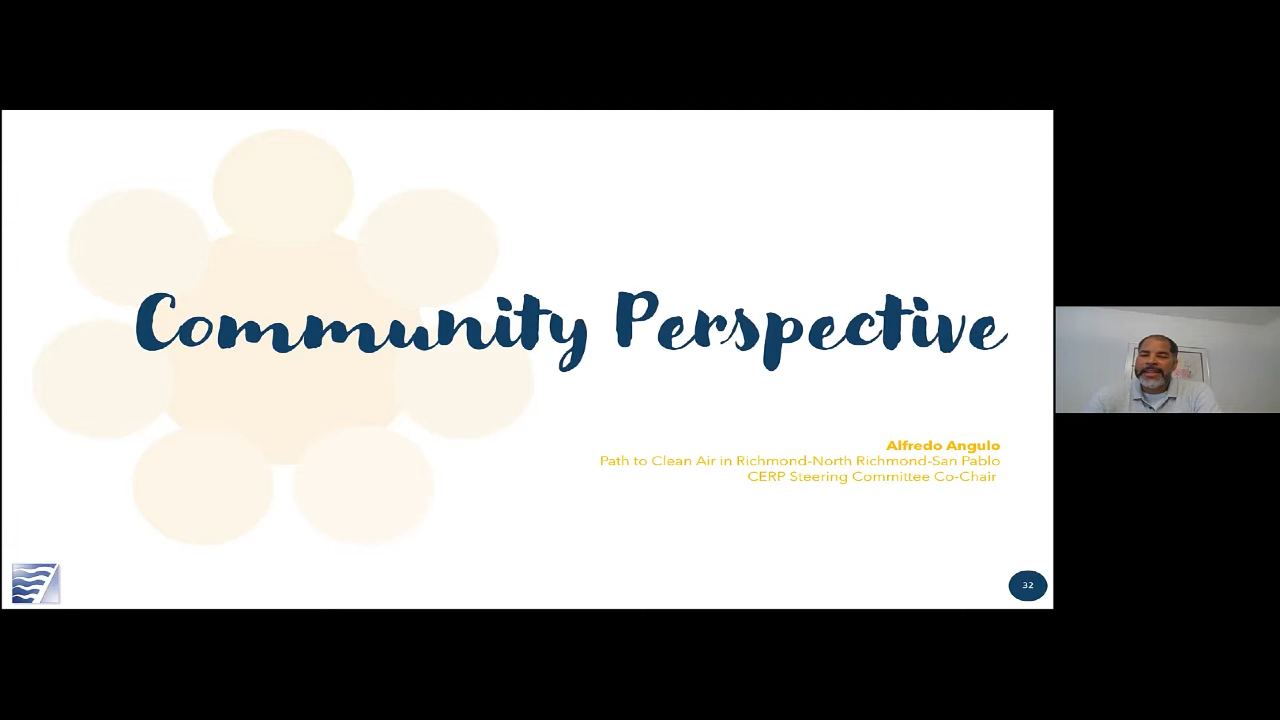 Community Perspective
Alfredo Angulo
Path to Clean Air in Richmond-North Richmond-San Pablo
CERP Steering Committee Co-Chair
32